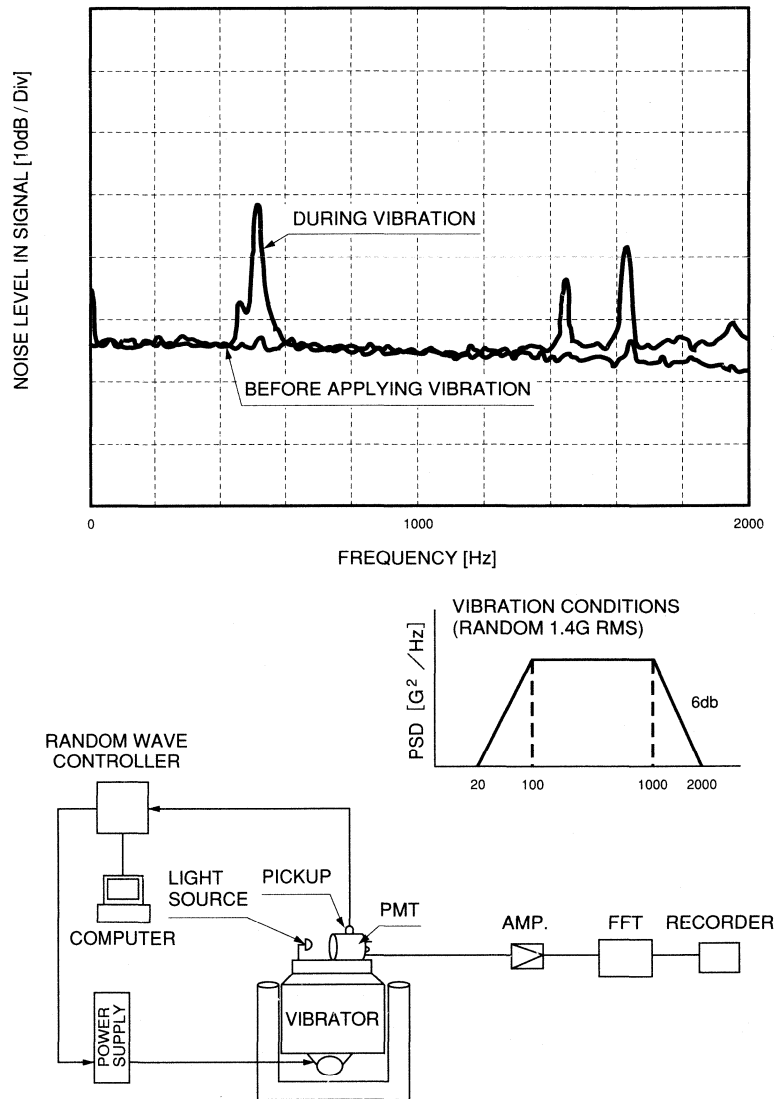 NOISE LEVEL IN SIGNAL [10dB / Div]
DURING VIBRATION
BEFORE APPLYING VIBRATION
0
1000
2000
FREQUENCY [Hz]
VIBRATION CONDITIONS
(RANDOM 1.4G RMS)
PSD [G² /Hz]
6db
20
100
1000
2000
RANDOM WAVE
CONTROLLER
COMPUTER
LIGHT
SOURCE
PICKUP
PMT
AMP.
FFT
RECORDER
VIBRATOR
POWER
SUPPLY